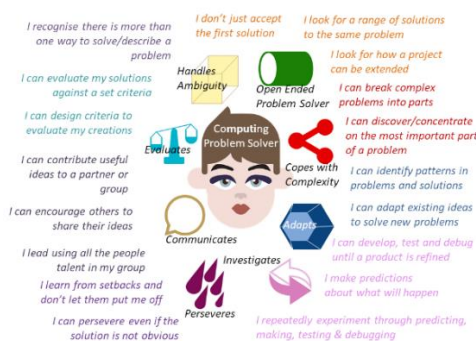 I recognise there is more than
one way to solve/describe a
problem
I don't just accept
the first solution
I look for a range of solutions
to the same problem
I look for how a
project can be
extended
Handles
Ambiguity
Open Ended
Problem Solver
I can evaluate my solutions
against a set criteria
I can design criteria to
evaluate my creations
Evaluates
Computing
Problem Solver
I can break complex
problems into parts
I can discover/concentrate
on the most important part
of a problem
Copes with
Complexity
I can contribute useful
ideas to a partner or
group
I can encourage others to
share their ideas
I lead using all the people
talent in my group
Communicates
I can identify patterns in
problems and solutions
I can adapt existing ideas
to solve new problems
Adapts
Investigates
I can develop, test and debug
until a product is refined
I make predictions
about what will happen
I repeatedly experiment through predicting,
making, testing & debugging
I learn from setbacks and
don't let them put me off
I can persevere even if the
solution is not obvious
Perseveres